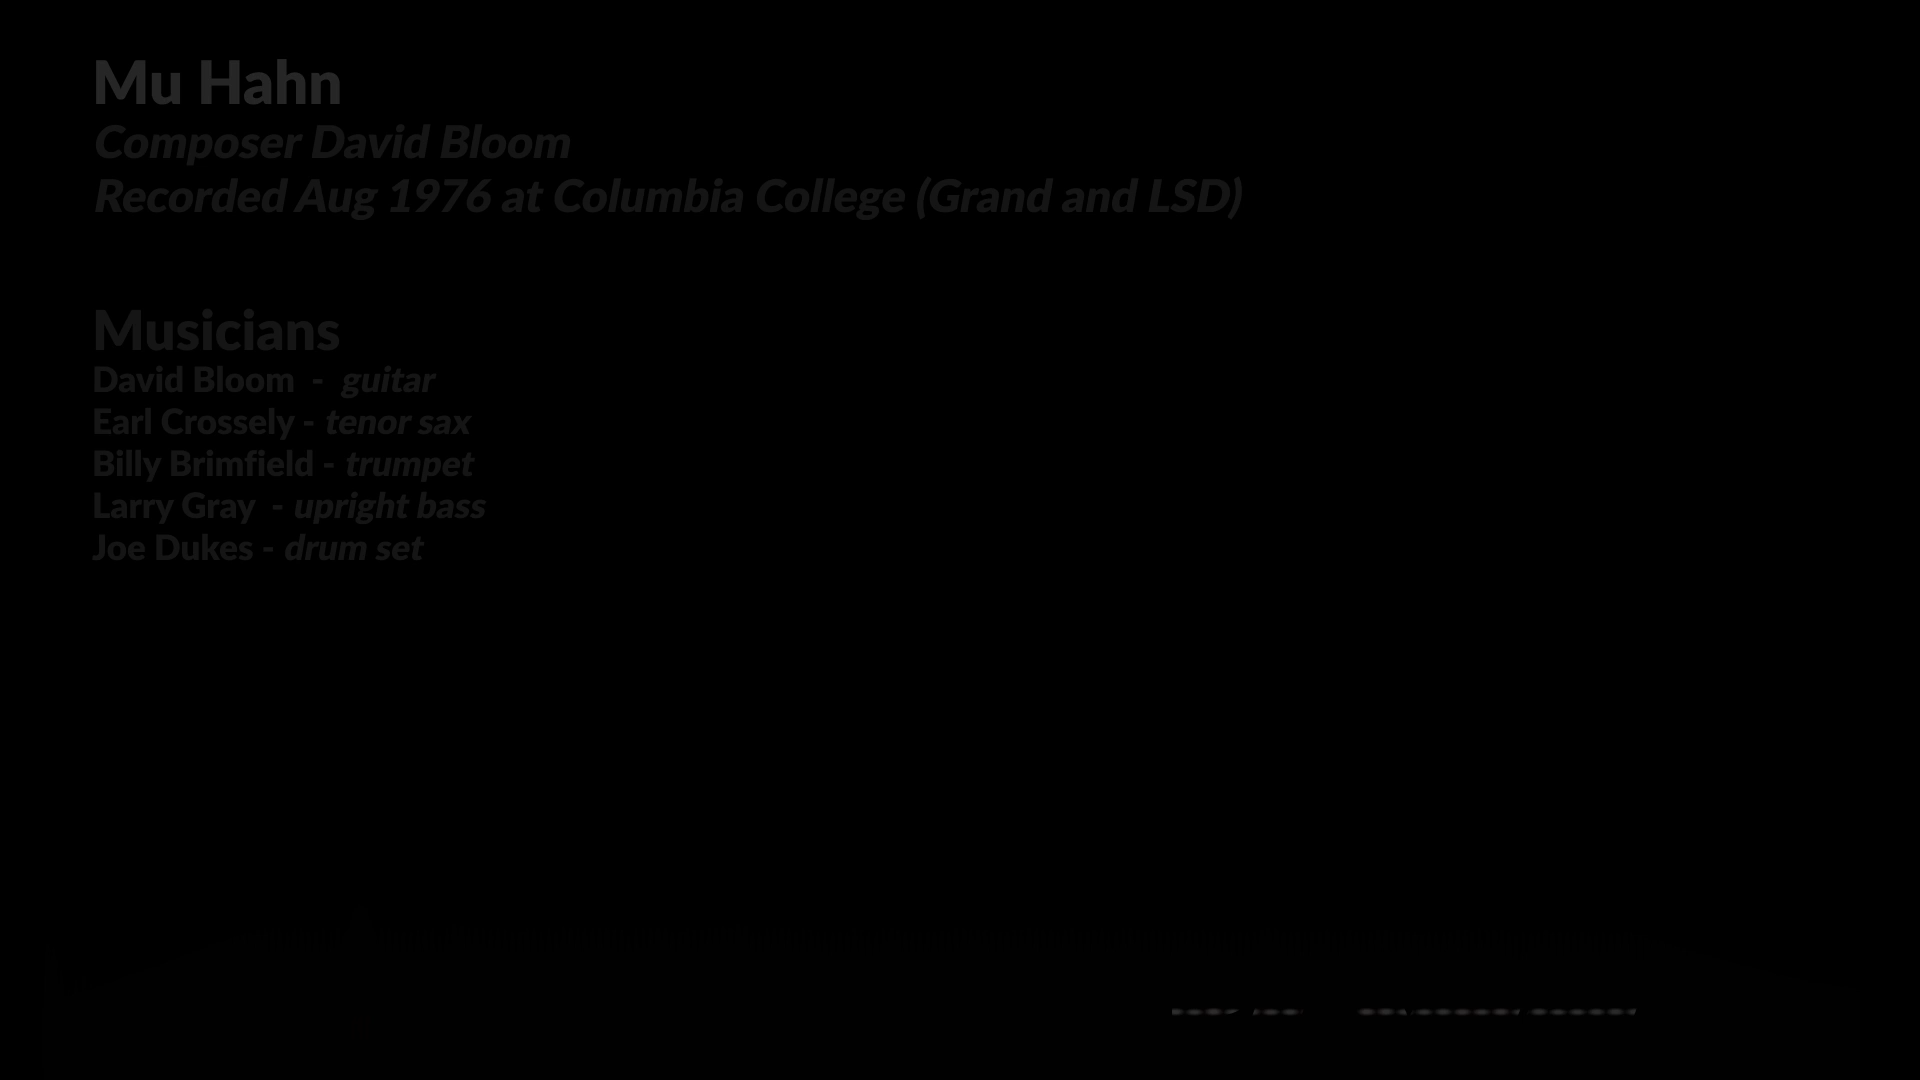 Mu Hahn
Composer David Bloom
Recorded Aug 1976 at Columbia College (Grand and LSD)
Musicians
David Bloom - guitar
Earl Crossely - tenor sax
Billy Brimfield - trumpet
Larry Gray - upright bass
Joe Dukes - drum set